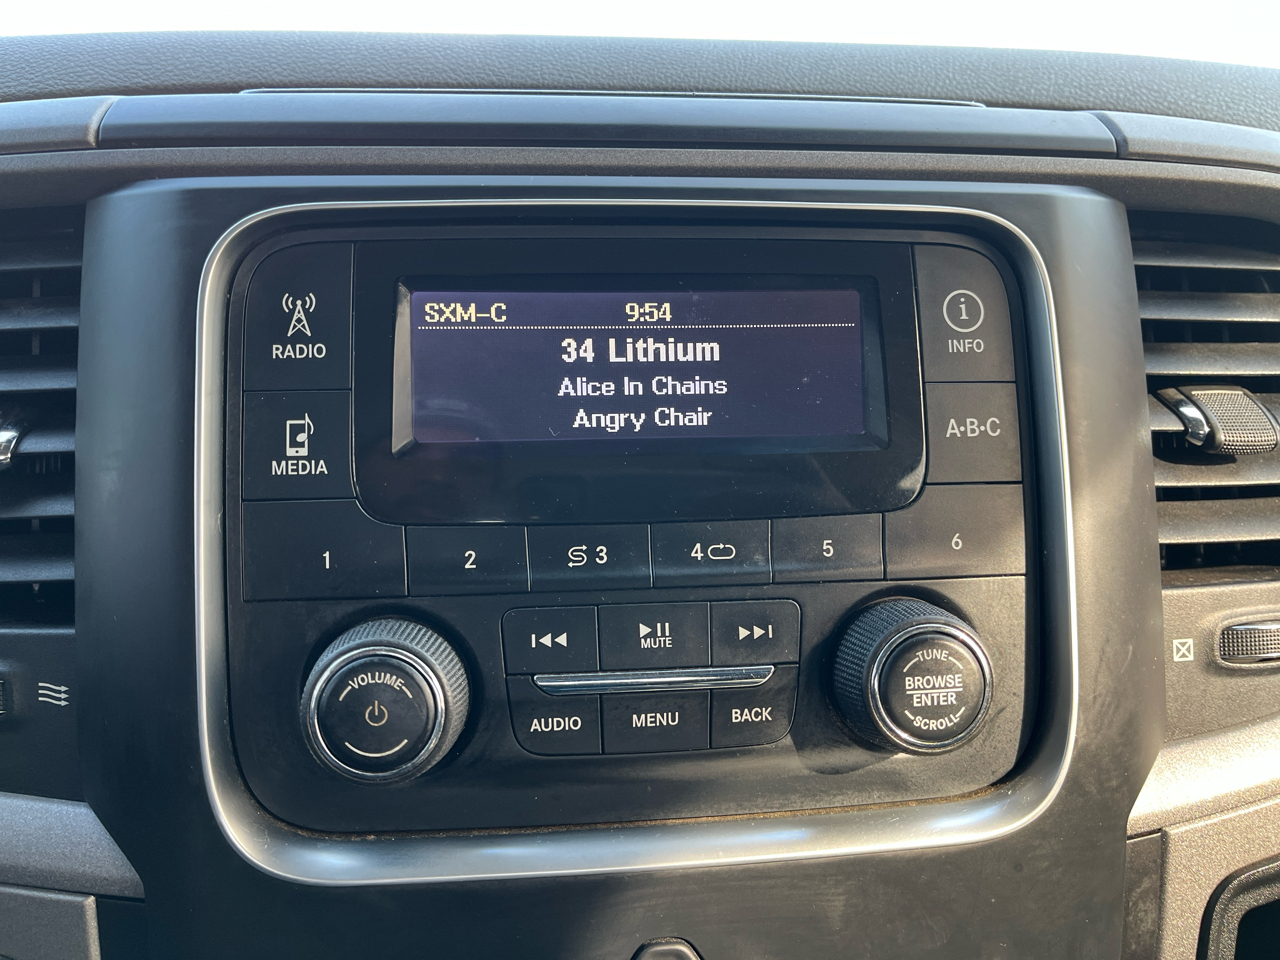 SXM-C 9:54
34 Lithium
Alice In Chains
Angry Chair
RADIO
MEDIA
i
INFO
A·B·C
1 2 3 4 5 6
MUTE
VOLUME
AUDIO MENU BACK
TUNE
BROWSE
ENTER
SCROLL